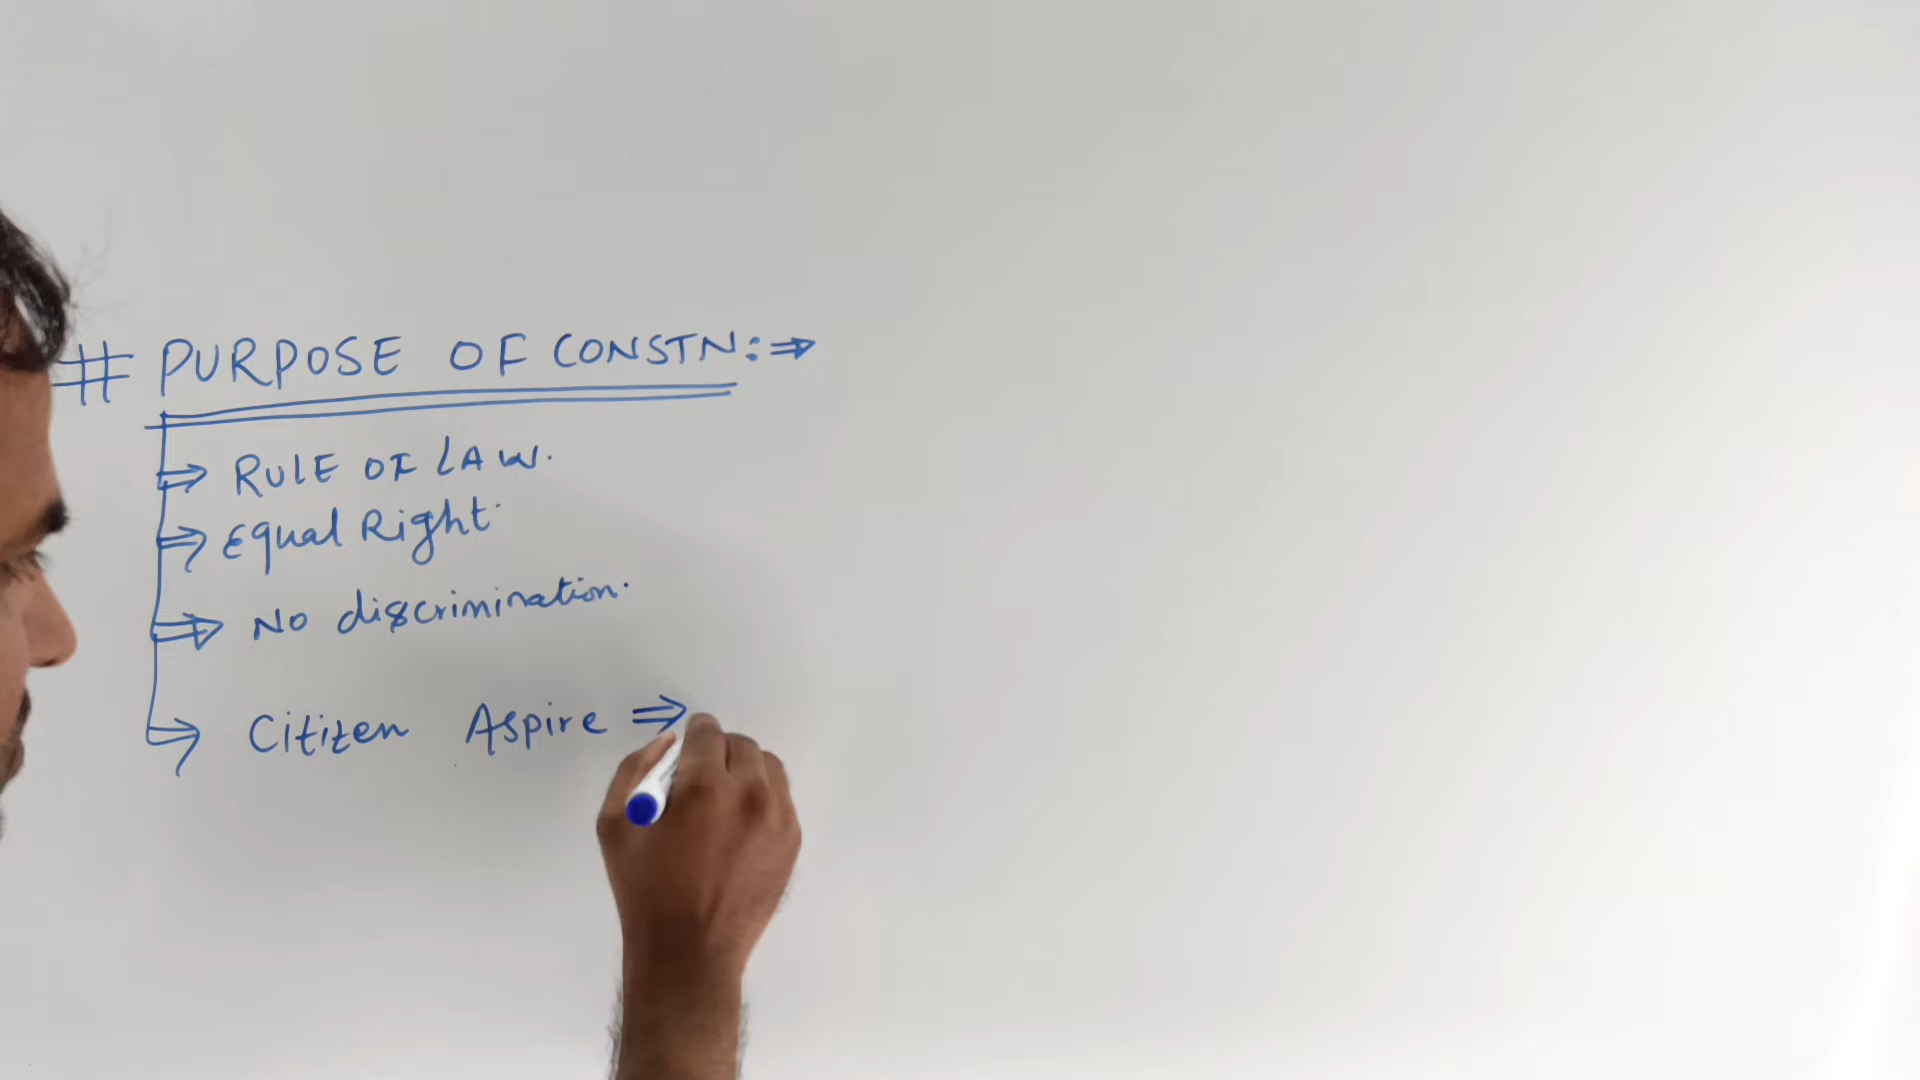 # PURPOSE OF CONSTN:⇒
⇒ RULE OF LAW.
⇒ Equal Right.
⇒ No discrimination.
⇒ Citizen Aspire ⇒